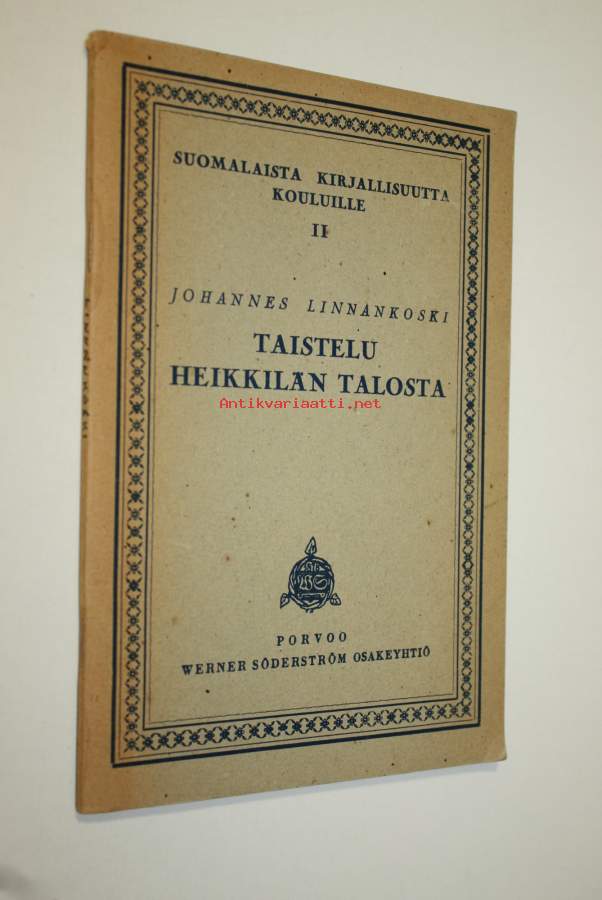 SUOMALAISTA KIRJALLISUUTTA
KOULUILLE
II
JOHANNES LINNANKOSKI
TAISTELU
HEIKKILÄN TALOSTA
Antikvariaatti.net
PORVOO
WERNER SÖDERSTRÖM OSAKEYHTIÖ